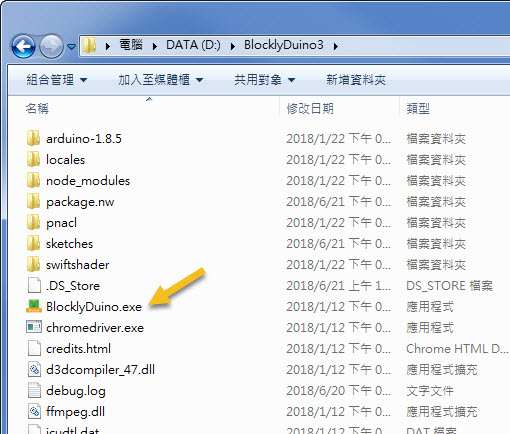 電腦 DATA (D:) BlocklyDuino3
組合管理 加入至媒體櫃 共用對象 新增資料夾
名稱 修改日期 類型
arduino-1.8.5 2018/1/22 下午 0... 檔案資料夾
locales 2018/1/22 下午 0... 檔案資料夾
node_modules 2018/1/22 下午 0... 檔案資料夾
package.nw 2018/6/21 下午 0... 檔案資料夾
pnacl 2018/1/22 下午 0... 檔案資料夾
sketches 2018/6/21 下午 0... 檔案資料夾
swiftshader 2018/1/22 下午 0... 檔案資料夾
.DS_Store 2018/6/21 上午 1... DS_STORE 檔案
BlocklyDuino.exe 2018/1/12 下午 0... 應用程式
chromedriver.exe 2018/1/12 下午 0... 應用程式
credits.html 2018/1/12 下午 0... Chrome HTML D...
d3dcompiler_47.dll 2018/1/12 下午 0... 應用程式擴充
debug.log 2018/6/20 下午 0... 文字文件
ffmpeg.dll 2018/1/12 下午 0... 應用程式擴充
icudtl.dat 2018/1/12 下午 0... DAT 檔案